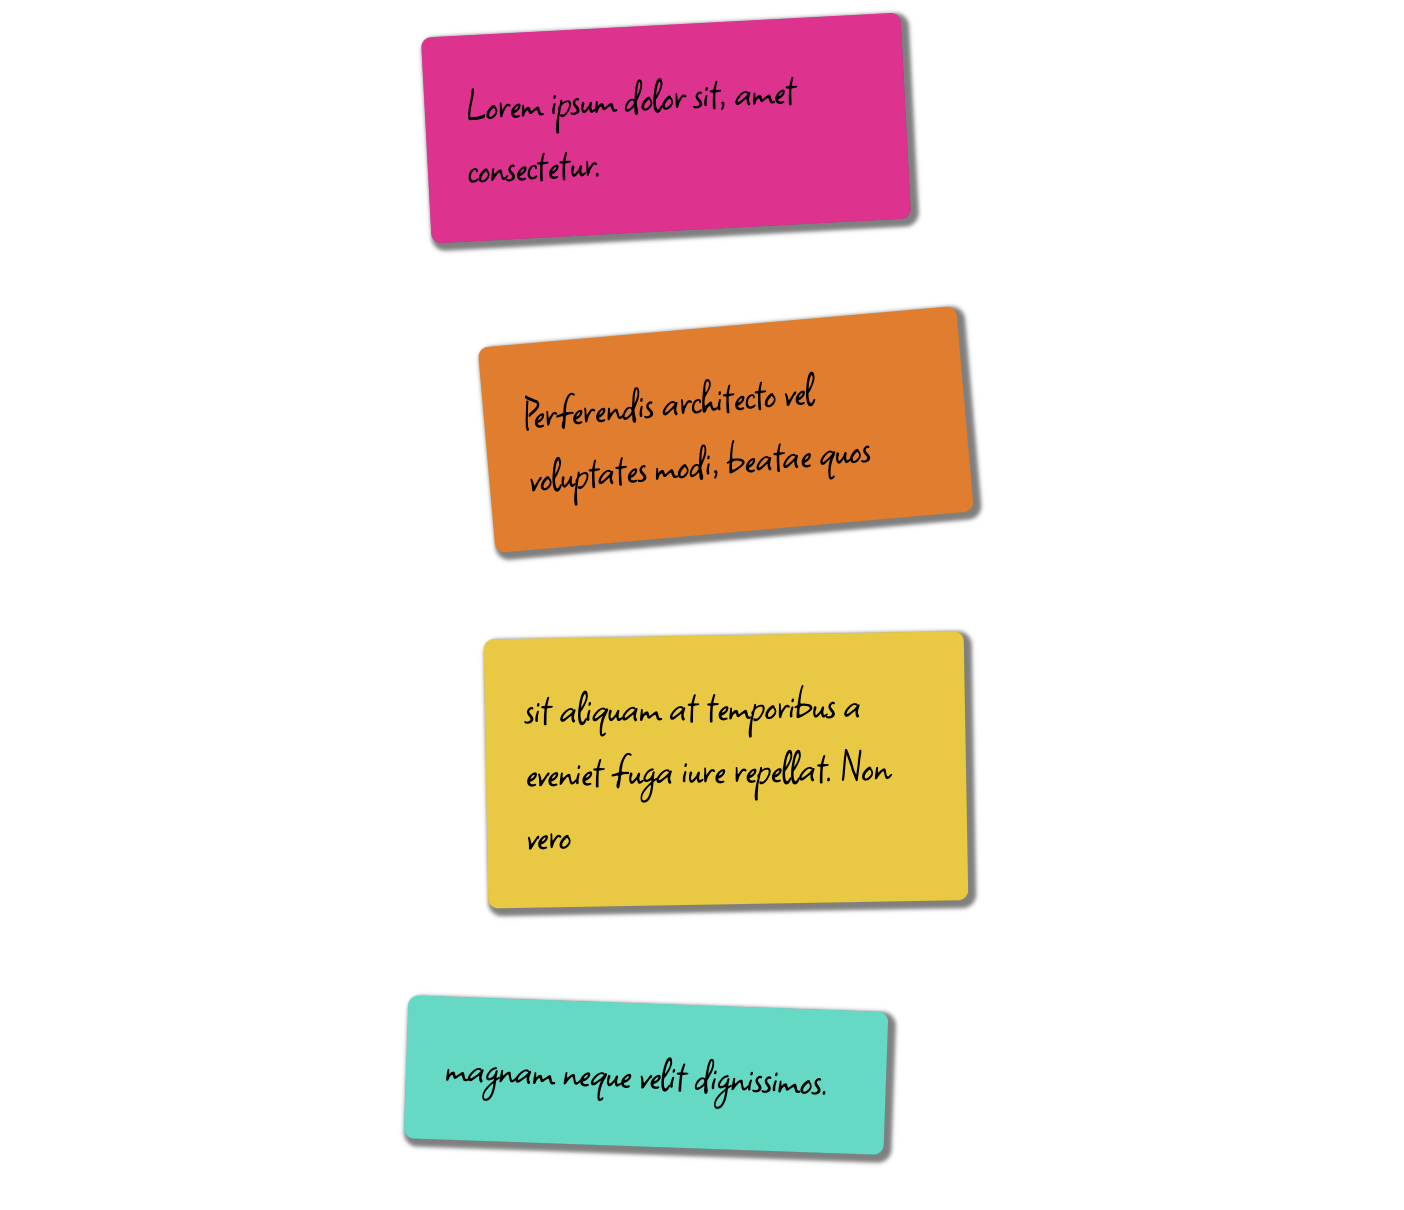 Lorem ipsum dolor sit, amet
consectetur.
Perferendis architecto vel
voluptates modi, beatae quos
sit aliquam at temporibus a
eveniet fuga iure repellat. Non
vero
magnam neque velit dignissimos.